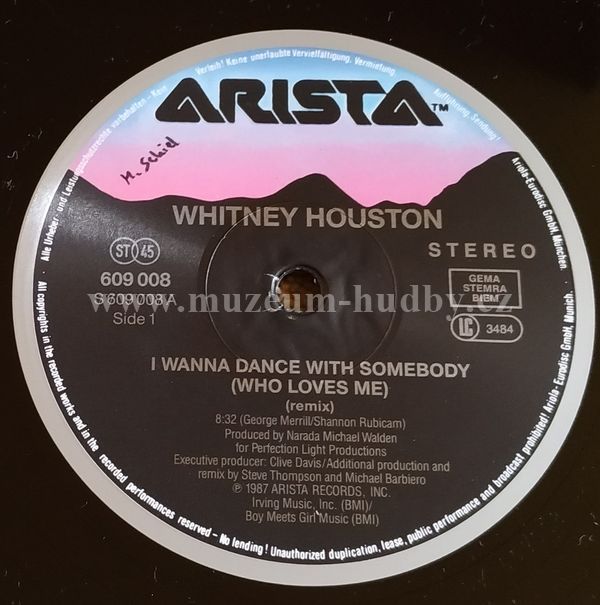 Alle Urheber- und Leistungsschutzrechte vorbehalten - Kein Verleih! Keine unerlaubte Vervielfältigung, Vermietung, Aufführung, Sendung!
Ariola-Eurodisc GmbH, München.
ARISTA™
M. Schid
WHITNEY HOUSTON
ST 45
STEREO
609 008
S 609 008 A
Side 1
GEMA
STEMRA
BIEM
LC 3484
www.muzeum-hudby.cz
I WANNA DANCE WITH SOMEBODY
(WHO LOVES ME)
(remix)
8:32 (George Merrill/Shannon Rubicam)
Produced by Narada Michael Walden
for Perfection Light Productions
Executive producer: Clive Davis/Additional production and
remix by Steve Thompson and Michael Barbiero
℗ 1987 ARISTA RECORDS, INC.
Irving Music, Inc. (BMI)/
Boy Meets Girl Music (BMI)
All copyrights in the recorded works and in the recorded performances reserved - No lending! Unauthorized duplication, lease, public performance and broadcast prohibited! Ariola-Eurodisc GmbH, Munich.